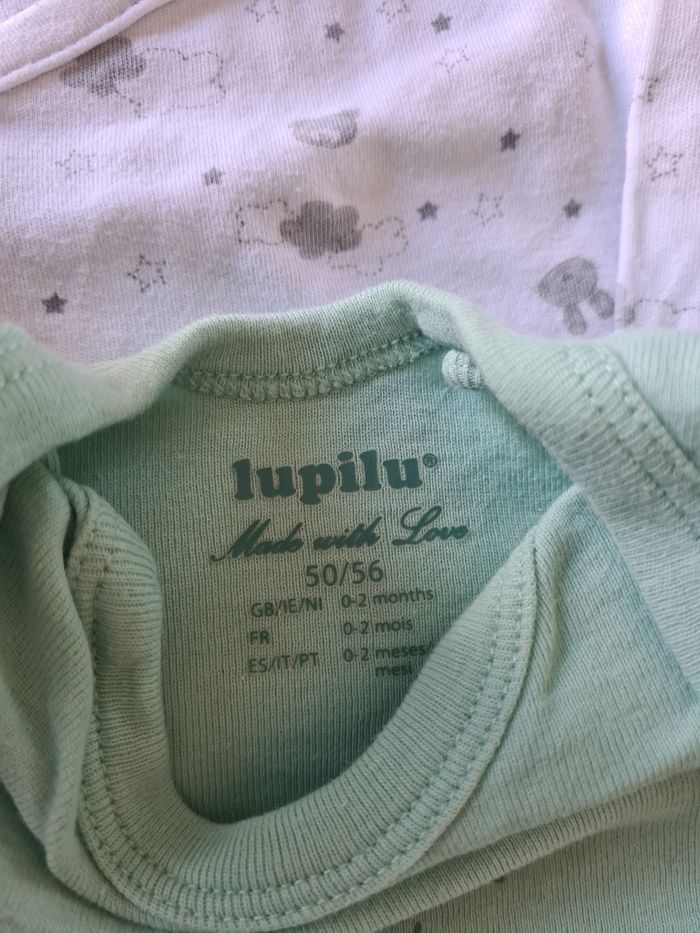 lupilu®
Made with Love
50/56
GB/IE/NI 0-2 months
FR 0-2 mois
ES/IT/PT 0-2 meses/
mesi